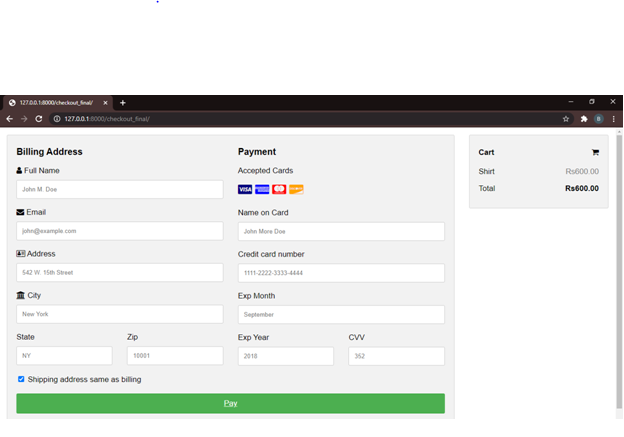 127.0.0.1:8000/checkout_final/
127.0.0.1:8000/checkout_final/
B
Billing Address
Full Name
John M. Doe
Email
john@example.com
Address
542 W. 15th Street
City
New York
State
Zip
NY
10001
Shipping address same as billing
Payment
Accepted Cards
VISA
Name on Card
John More Doe
Credit card number
1111-2222-3333-4444
Exp Month
September
Exp Year
CVV
2018
352
Pay
Cart
Shirt Rs600.00
Total Rs600.00